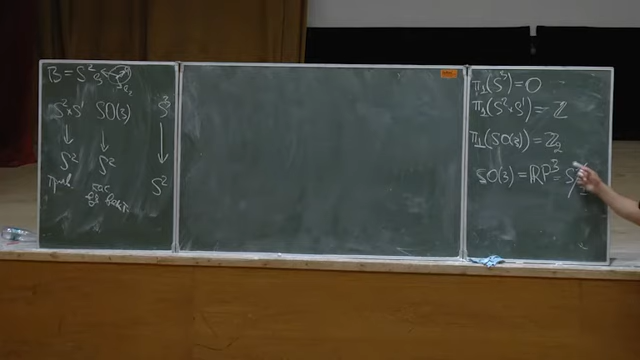 B = S²
S²×S¹ SO(3) S³
↓ ↓ ↓
S² S² S²
π₁(S³) = 0
π₁(S²×S¹) = ℤ
π₁(SO(3)) = ℤ₂
SO(3) = ℝP³ = S³/